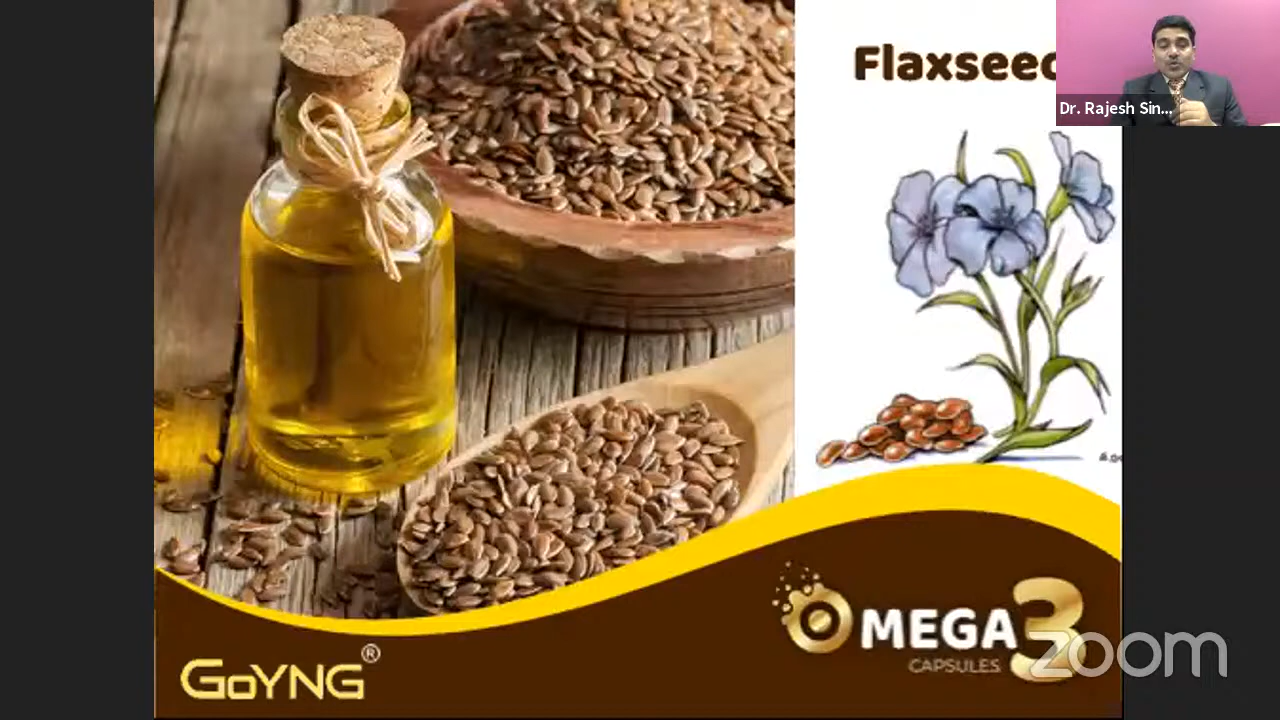 Flaxseed
Dr. Rajesh Sin...
OMEGA 3
CAPSULES
GoYNG®
zoom